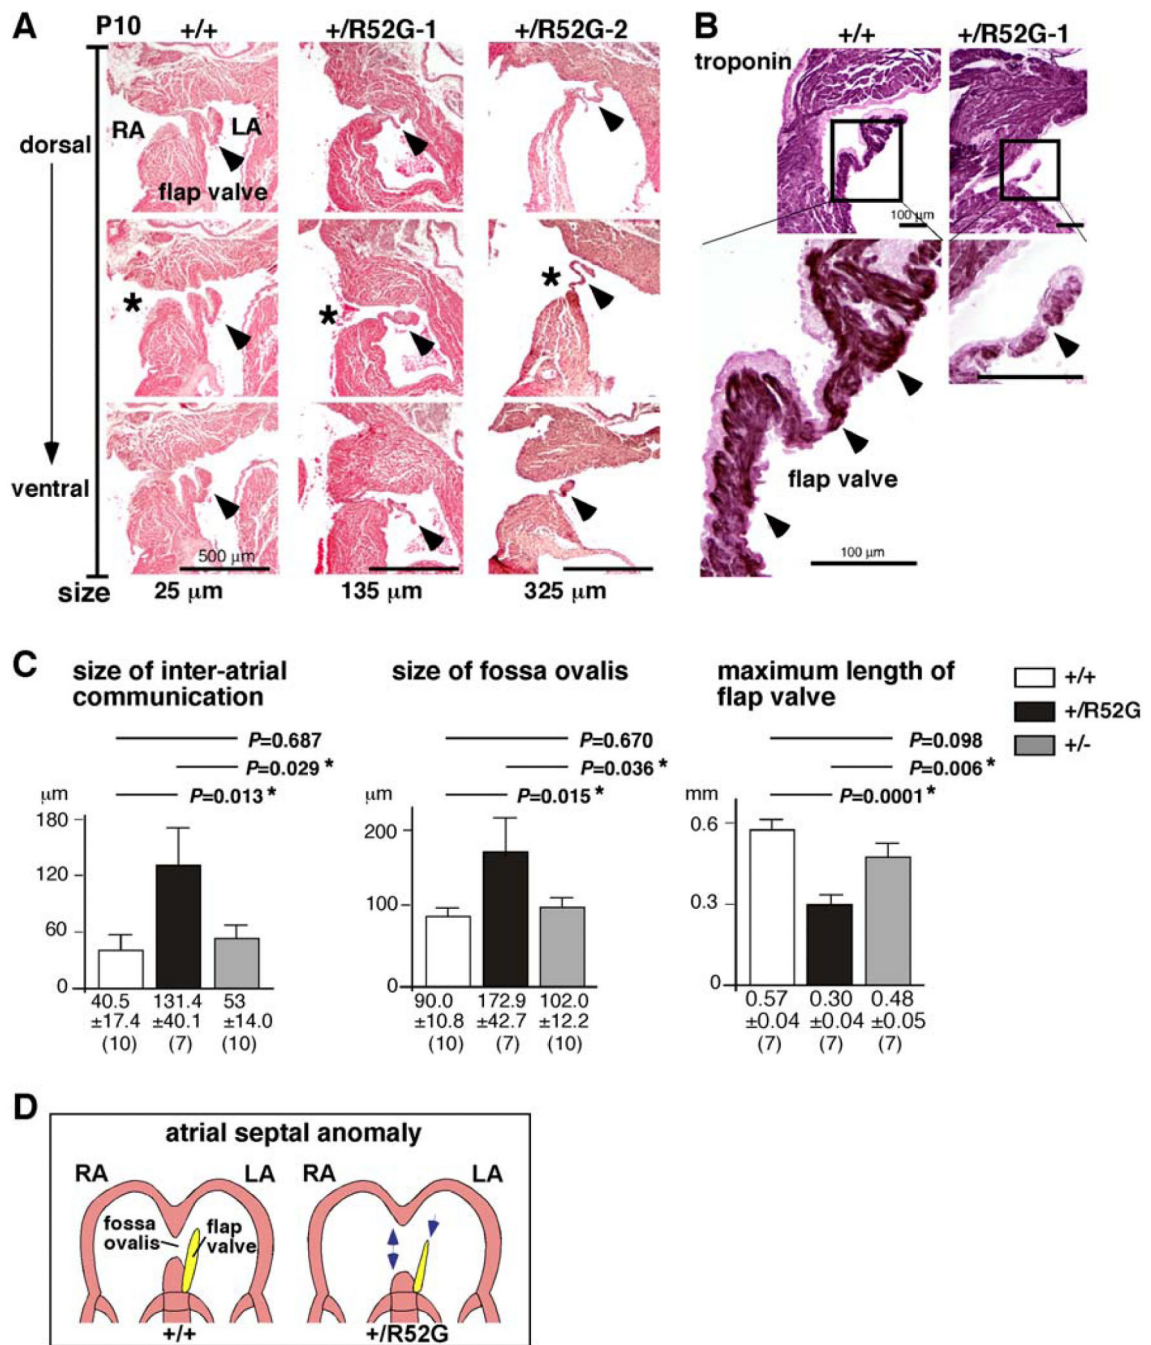 A
P10
+/+
+/R52G-1
+/R52G-2
dorsal
ventral
RA
LA
flap valve
*
*
*
500 µm
size
25 µm
135 µm
325 µm
B
+/+
+/R52G-1
troponin
100 µm
flap valve
100 µm
C
size of inter-atrial
communication
P=0.687
P=0.029 *
P=0.013 *
µm
180
120
60
0
40.5 131.4 53
±17.4 ±40.1 ±14.0
(10) (7) (10)
size of fossa ovalis
P=0.670
P=0.036 *
P=0.015 *
µm
200
100
0
90.0 172.9 102.0
±10.8 ±42.7 ±12.2
(10) (7) (10)
maximum length of
flap valve
P=0.098
P=0.006 *
P=0.0001 *
mm
0.6
0.3
0
0.57 0.30 0.48
±0.04 ±0.04 ±0.05
(7) (7) (7)
+/+
+/R52G
+/-
D
atrial septal anomaly
RA
LA
fossa
ovalis
flap
valve
+/+
RA
LA
+/R52G